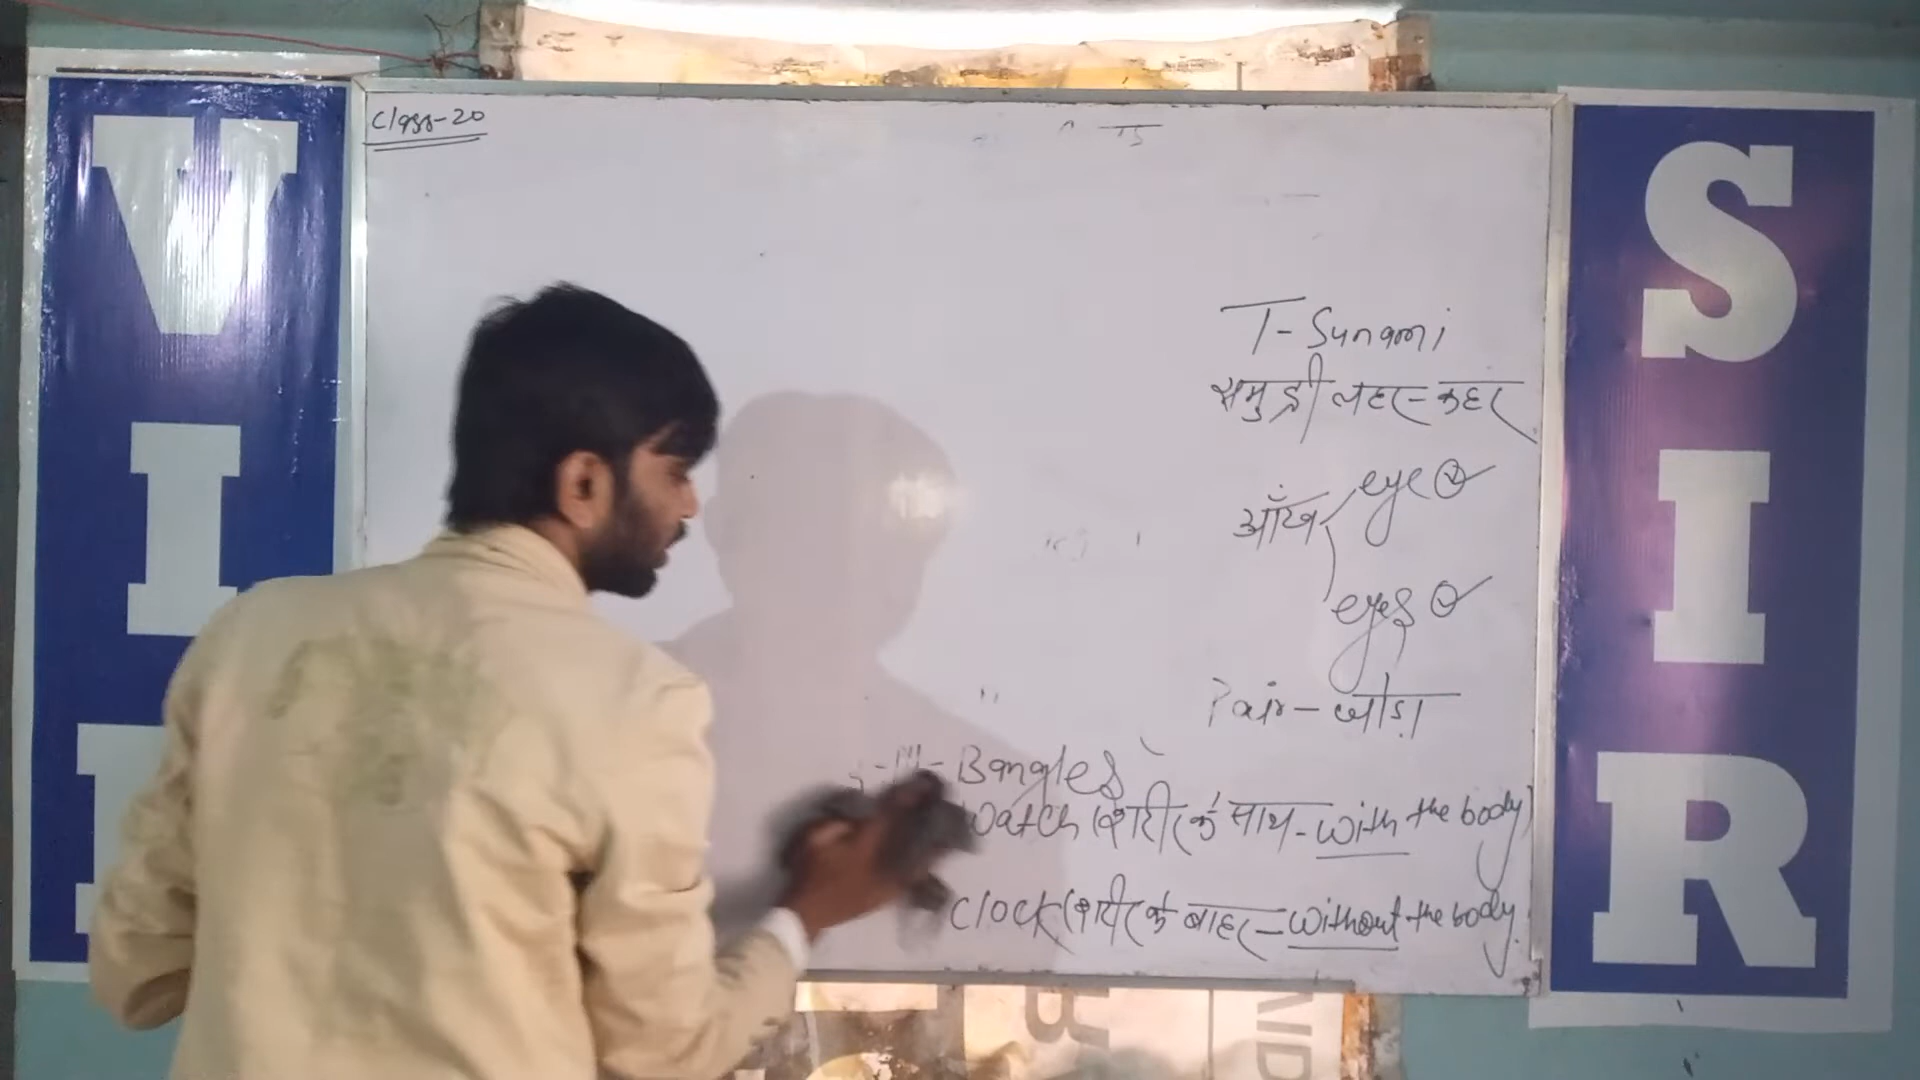 Class-20
T-Sunami
समुद्री लहर-कहर
आँख
eye
eyes
Pair-जोड़ा
Bangles
Watch (शरीर के साथ-with the body)
Clock (शरीर के बाहर-without the body
VI
SIR